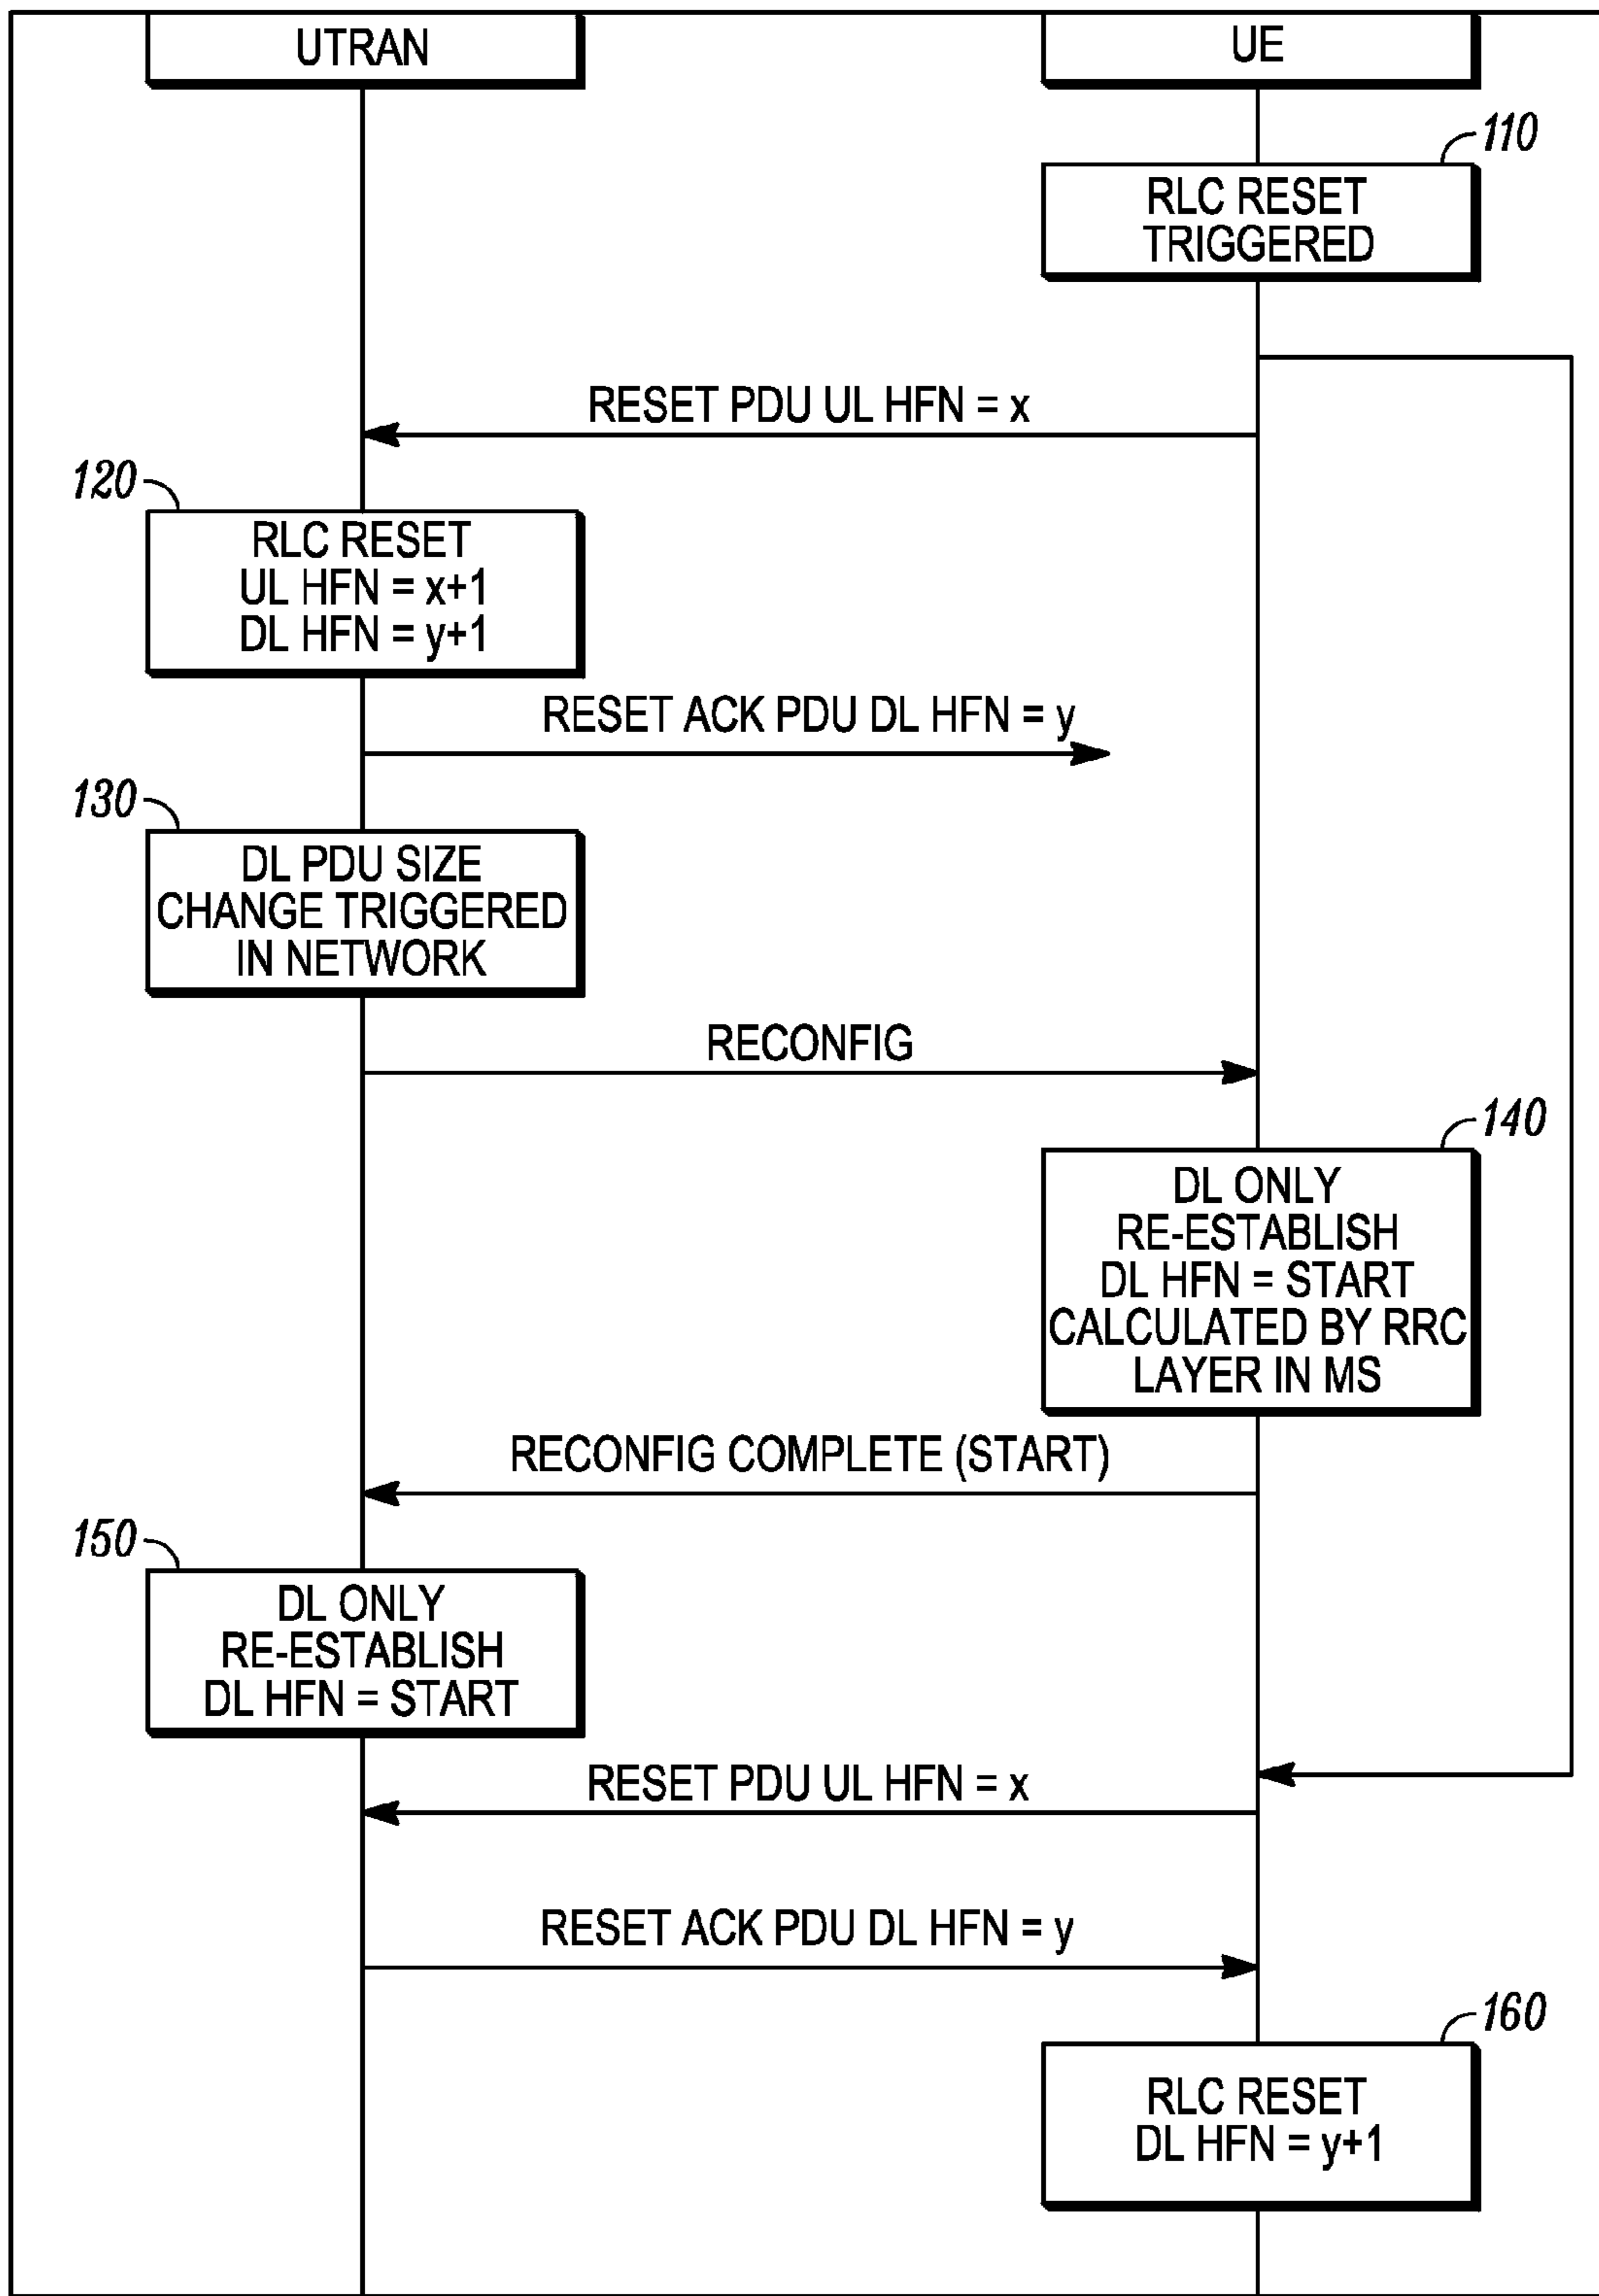 UTRAN
UE
110
RLC RESET
TRIGGERED
RESET PDU UL HFN = x
120
RLC RESET
UL HFN = x+1
DL HFN = y+1
RESET ACK PDU DL HFN = y
130
DL PDU SIZE
CHANGE TRIGGERED
IN NETWORK
RECONFIG
140
DL ONLY
RE-ESTABLISH
DL HFN = START
CALCULATED BY RRC
LAYER IN MS
RECONFIG COMPLETE (START)
150
DL ONLY
RE-ESTABLISH
DL HFN = START
RESET PDU UL HFN = x
RESET ACK PDU DL HFN = y
160
RLC RESET
DL HFN = y+1